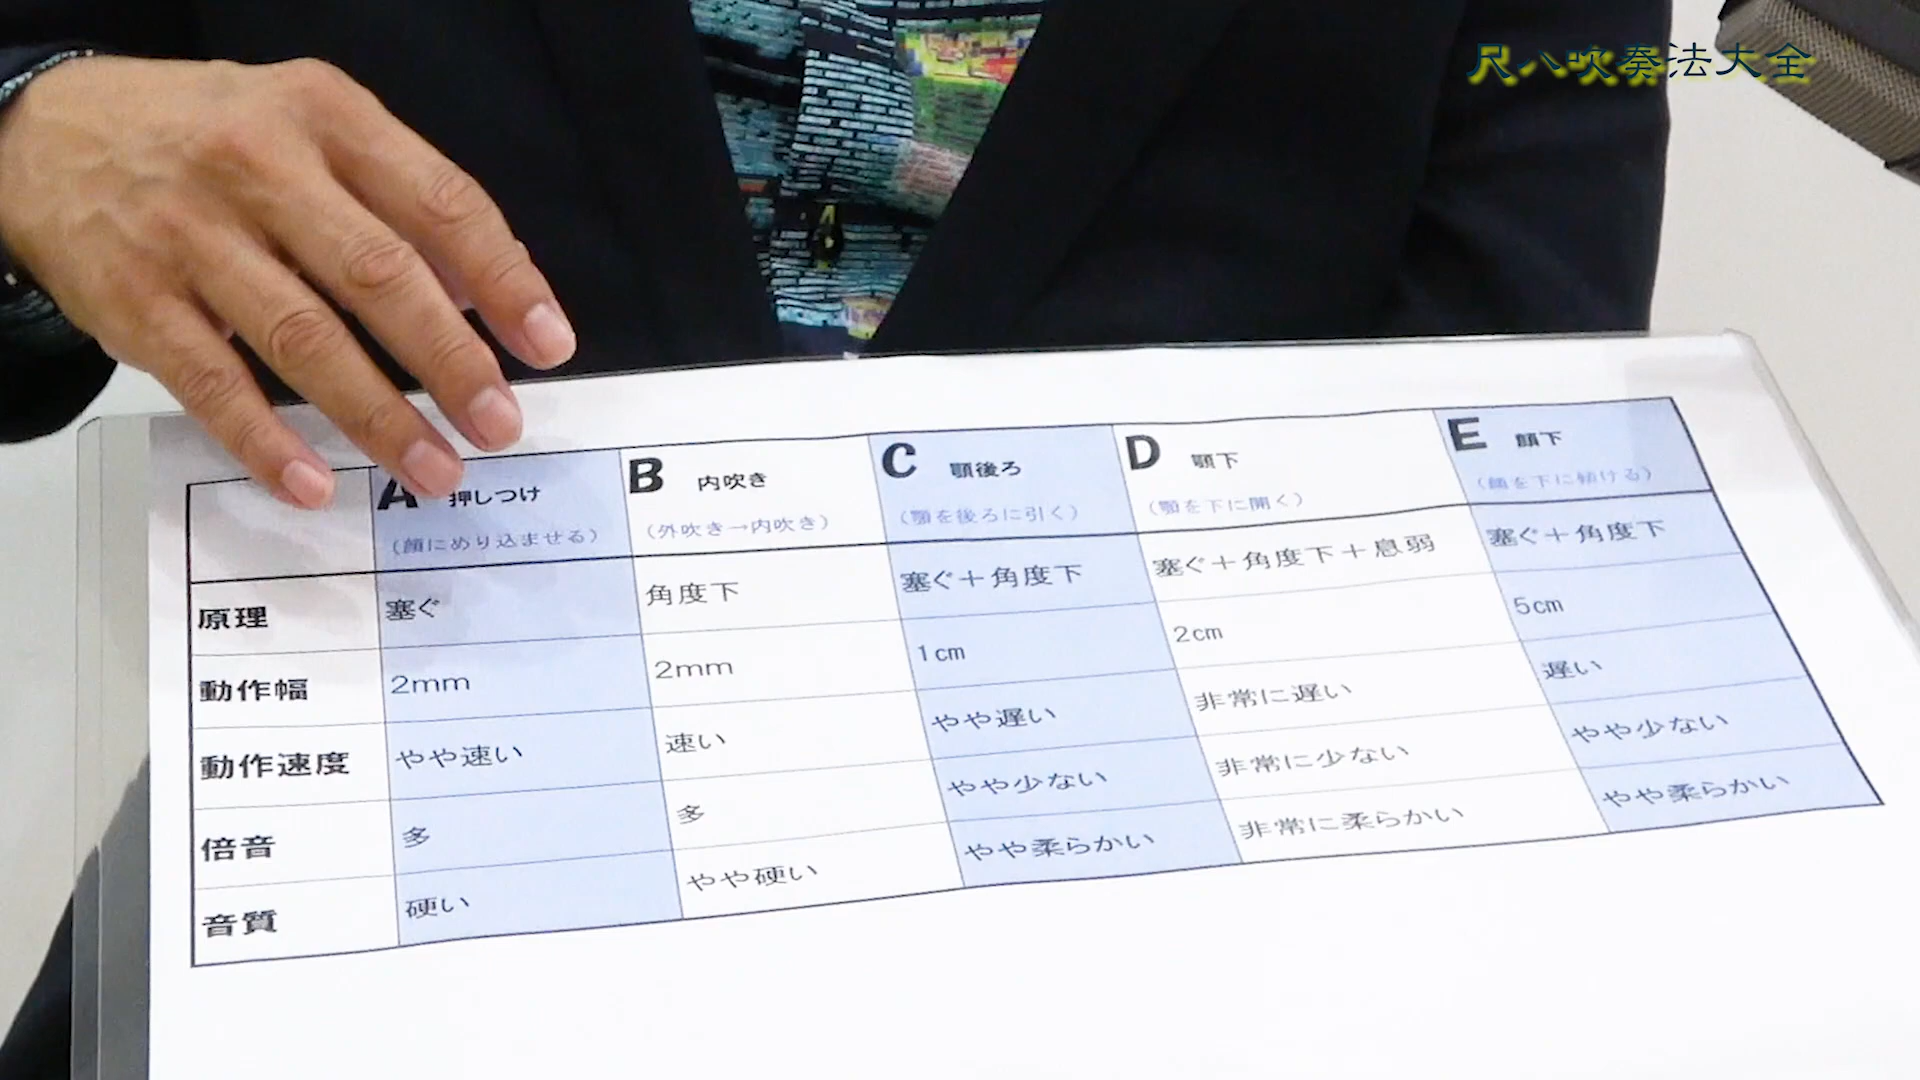 尺八吹奏法大全
A 押しつけ B 内吹き C 顎後ろ D 顎下 E 顔下
(顔にめり込ませる) (外吹き→内吹き) (顎を後ろに引く) (顎を下に開く) (顔を下に傾ける)
原理 塞ぐ 角度下 塞ぐ+角度下 塞ぐ+角度下+息弱 塞ぐ+角度下
動作幅 2mm 2mm 1cm 2cm 5cm
動作速度 やや速い 速い やや遅い 非常に遅い 遅い
倍音 多 多 やや少ない 非常に少ない やや少ない
音質 硬い やや硬い やや柔らかい 非常に柔らかい やや柔らかい